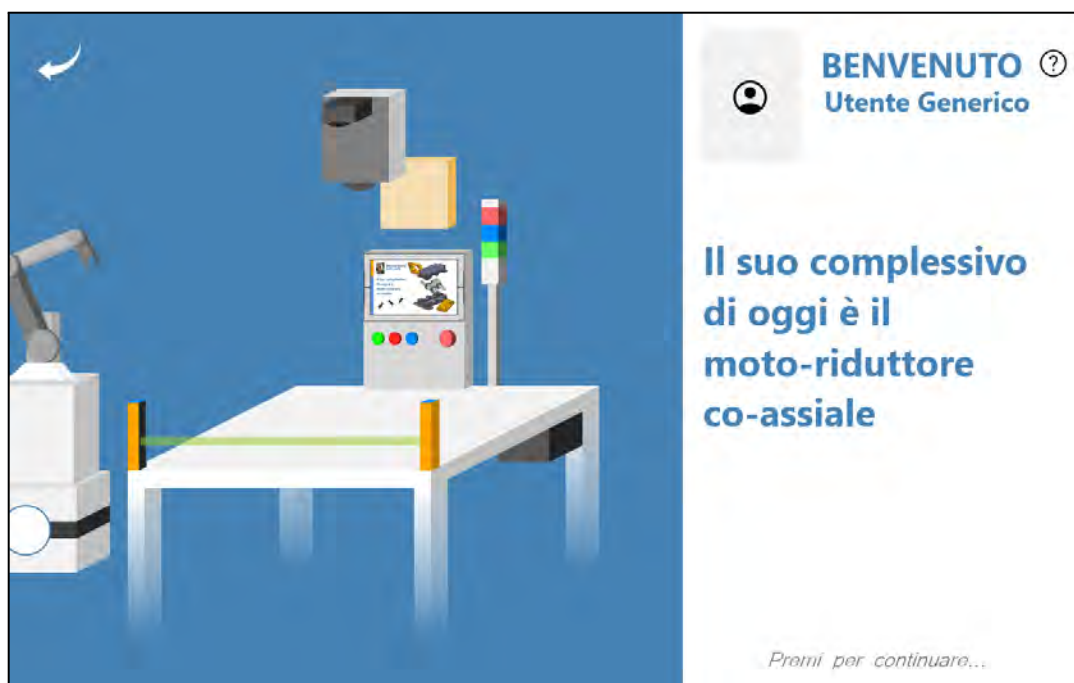 BENVENUTO
Utente Generico
Il suo complessivo
di oggi è il
moto-riduttore
co-assiale
Premi per continuare...